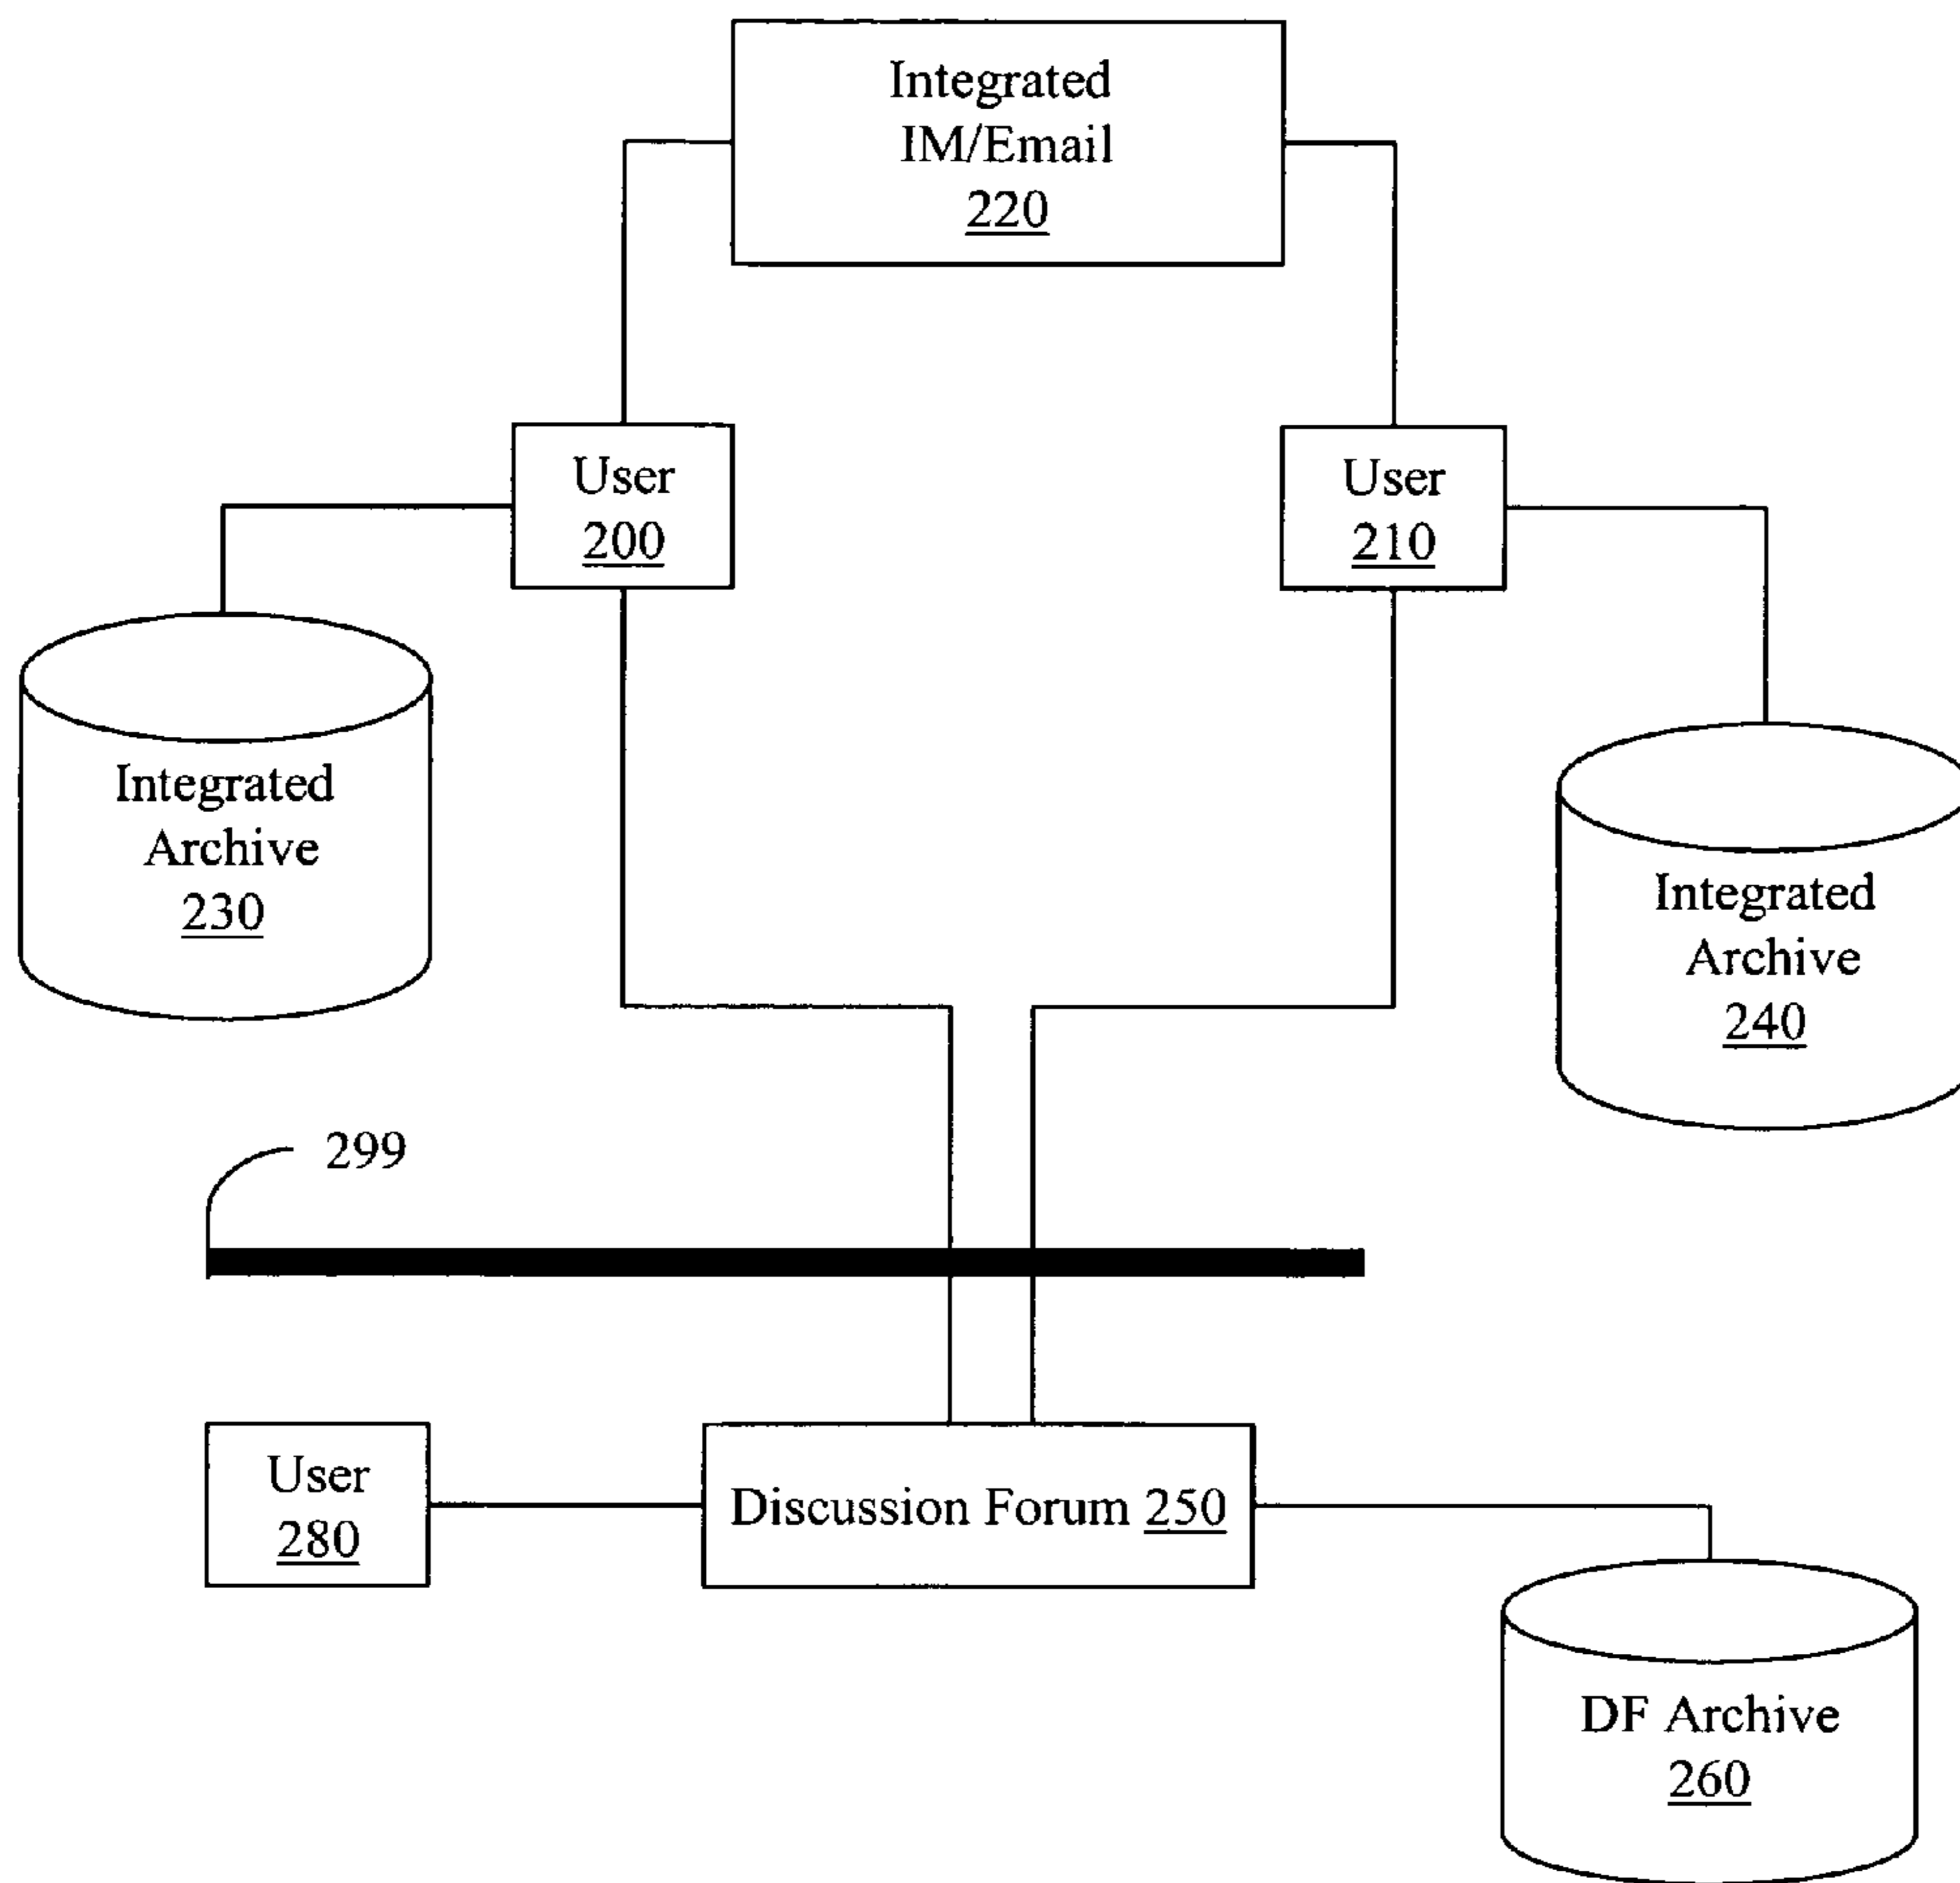 Integrated
IM/Email
220
User
200
User
210
Integrated
Archive
230
Integrated
Archive
240
299
User
280
Discussion Forum 250
DF Archive
260